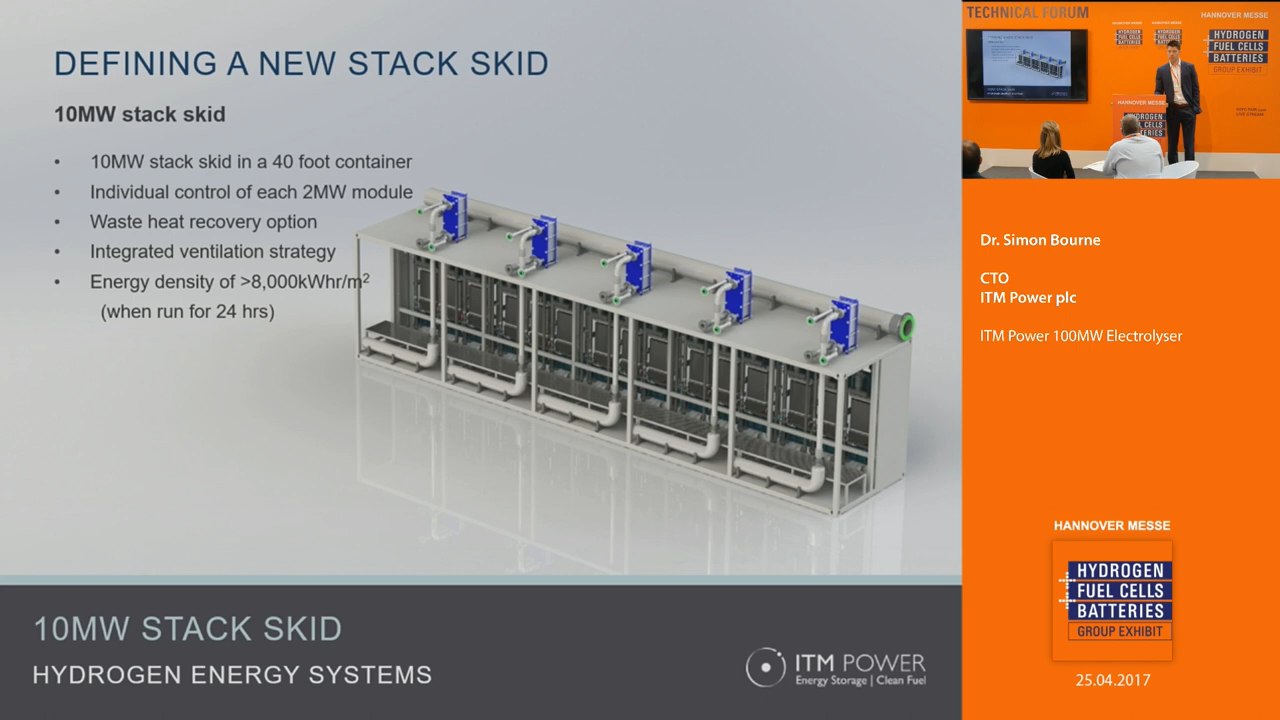 DEFINING A NEW STACK SKID
10MW stack skid
• 10MW stack skid in a 40 foot container
• Individual control of each 2MW module
• Waste heat recovery option
• Integrated ventilation strategy
• Energy density of >8,000kWhr/m²
(when run for 24 hrs)
10MW STACK SKID
HYDROGEN ENERGY SYSTEMS
ITM POWER
Energy Storage | Clean Fuel
TECHNICAL FORUM
HANNOVER MESSE
HYDROGEN
FUEL CELLS
BATTERIES
GROUP EXHIBIT
HANNOVER MESSE
HYDROGEN
Dr. Simon Bourne
CTO
ITM Power plc
ITM Power 100MW Electrolyser
HANNOVER MESSE
HYDROGEN
FUEL CELLS
BATTERIES
GROUP EXHIBIT
25.04.2017